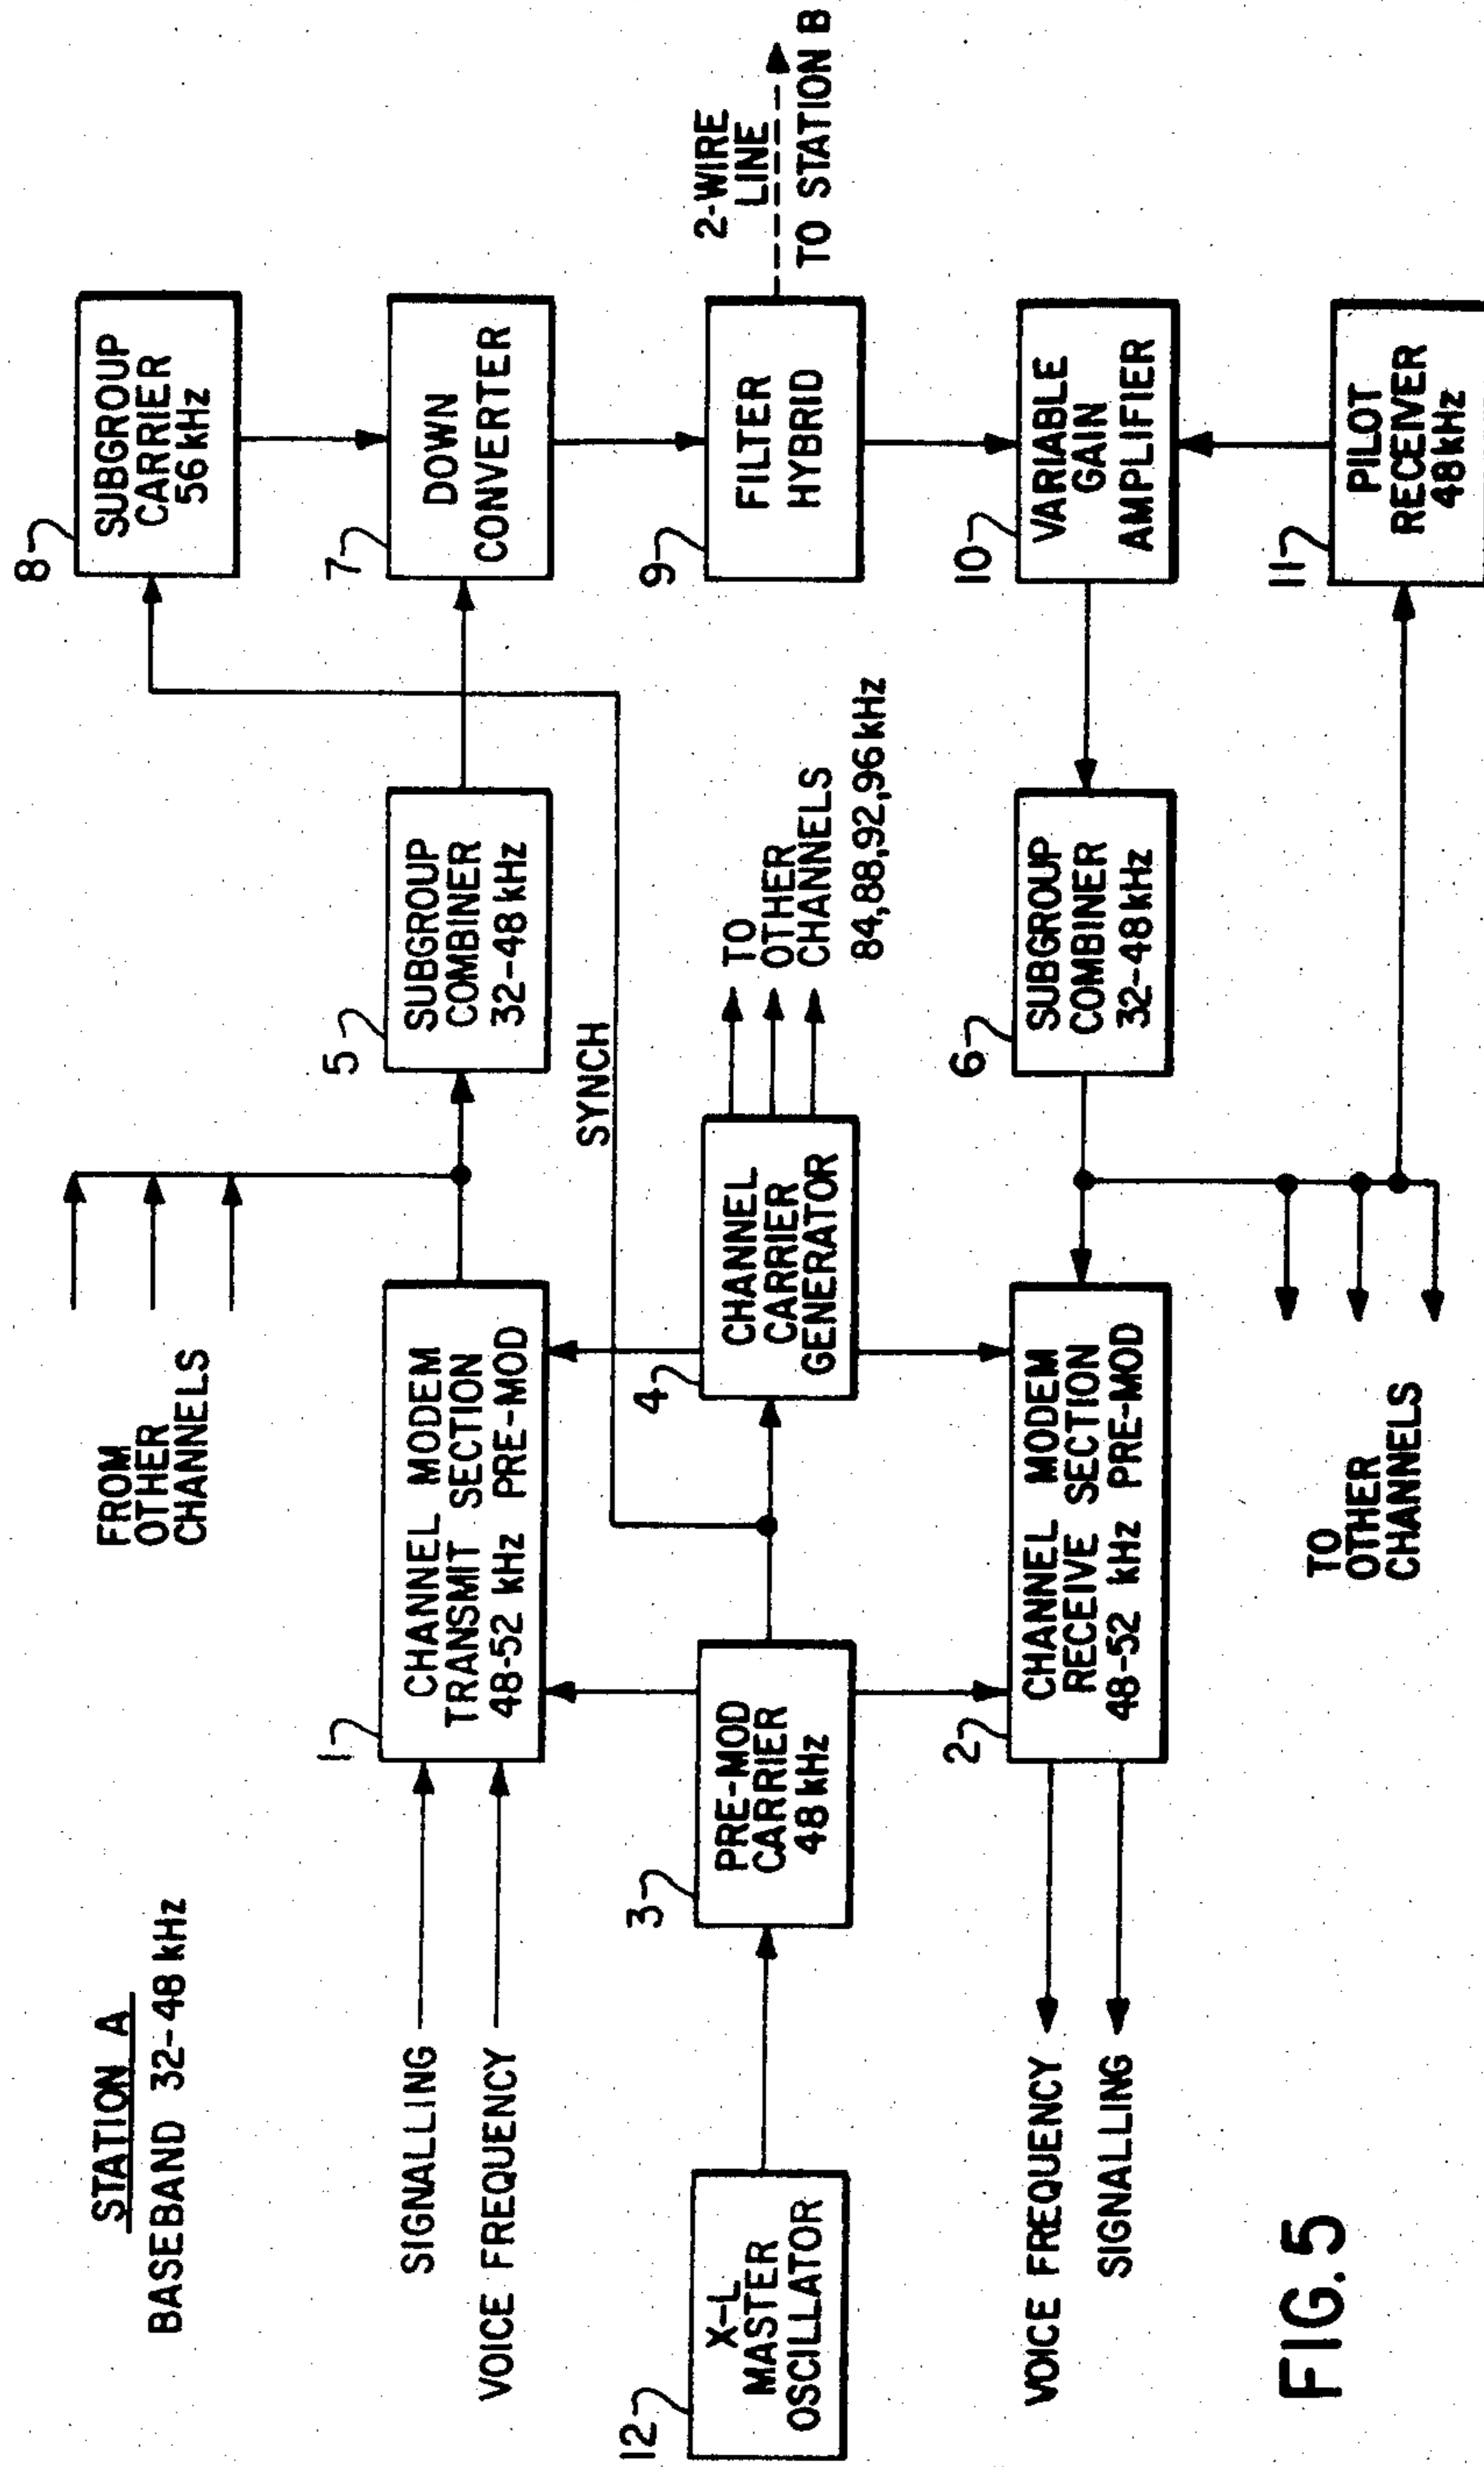 STATION A
BASEBAND 32-48 kHz
FROM
OTHER
CHANNELS
SIGNALLING
VOICE FREQUENCY
1
CHANNEL MODEM
TRANSMIT SECTION
48-52 kHz PRE-MOD
5
SUBGROUP
COMBINER
32-48 kHz
8
SUBGROUP
CARRIER
56 kHz
7
DOWN
CONVERTER
SYNCH
12
X-L
MASTER
OSCILLATOR
3
PRE-MOD
CARRIER
48 kHz
4
CHANNEL
CARRIER
GENERATOR
TO
OTHER
CHANNELS
84,88,92,96 kHz
9
FILTER
HYBRID
2-WIRE
LINE
TO STATION B
VOICE FREQUENCY
SIGNALLING
2
CHANNEL MODEM
RECEIVE SECTION
48-52 kHz PRE-MOD
6
SUBGROUP
COMBINER
32-48 kHz
10
VARIABLE
GAIN
AMPLIFIER
TO
OTHER
CHANNELS
11
PILOT
RECEIVER
48 kHz
FIG. 5